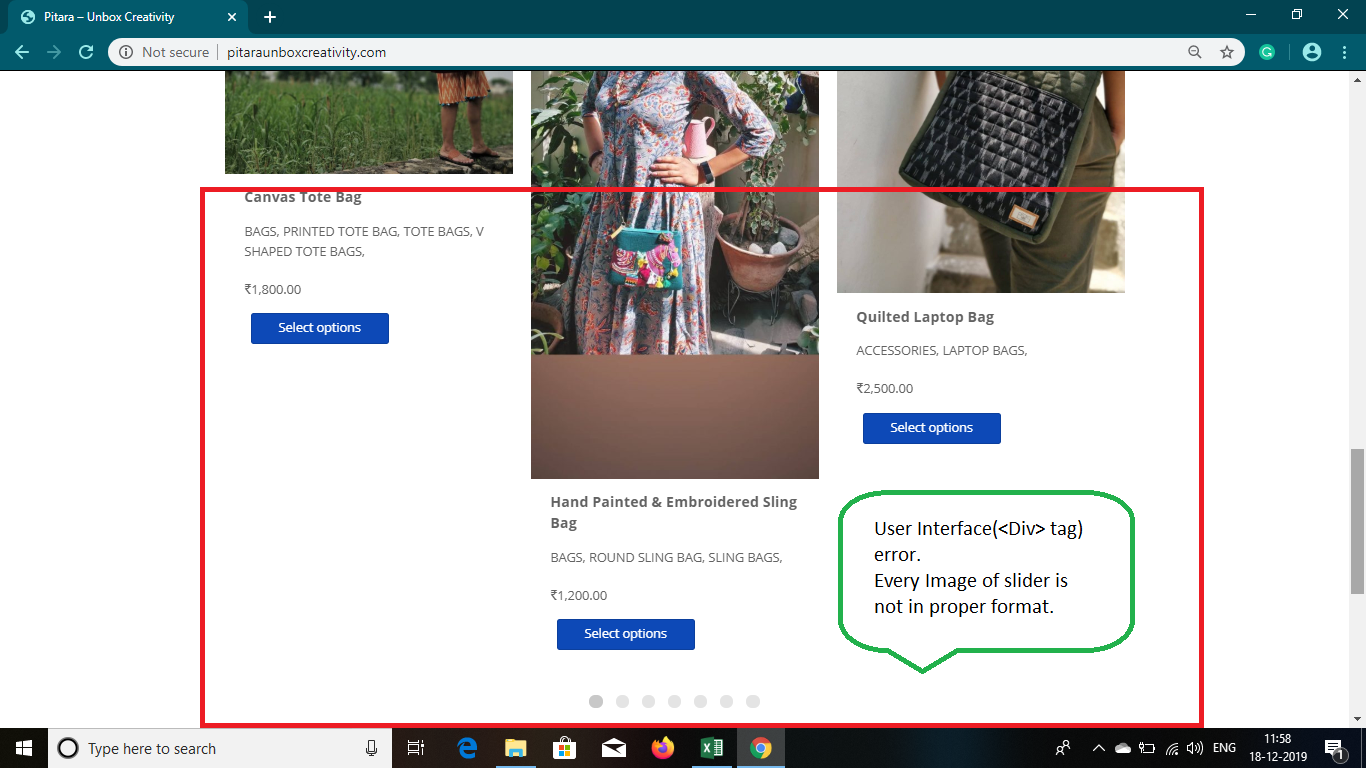 Pitara – Unbox Creativity
Not secure
pitaraunboxcreativity.com
Canvas Tote Bag
BAGS, PRINTED TOTE BAG, TOTE BAGS, V
SHAPED TOTE BAGS,
₹1,800.00
Select options
Hand Painted & Embroidered Sling
Bag
BAGS, ROUND SLING BAG, SLING BAGS,
₹1,200.00
Select options
Quilted Laptop Bag
ACCESSORIES, LAPTOP BAGS,
₹2,500.00
Select options
User Interface(<Div> tag)
error.
Every Image of slider is
not in proper format.
Type here to search
ENG
11:58
18-12-2019
1